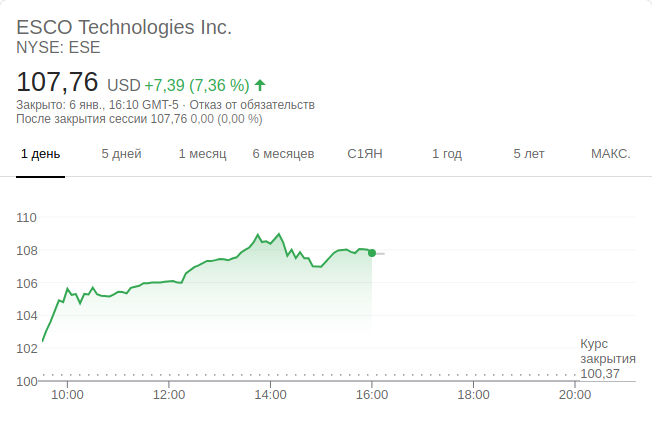 ESCO Technologies Inc.
NYSE: ESE
107,76 USD +7,39 (7,36 %)
Закрыто: 6 янв., 16:10 GMT-5 · Отказ от обязательств
После закрытия сессии 107,76 0,00 (0,00 %)
1 день 5 дней 1 месяц 6 месяцев С1ЯН 1 год 5 лет МАКС.
110
108
106
104
102
Курс
закрытия
100,37
100
10:00 12:00 14:00 16:00 18:00 20:00